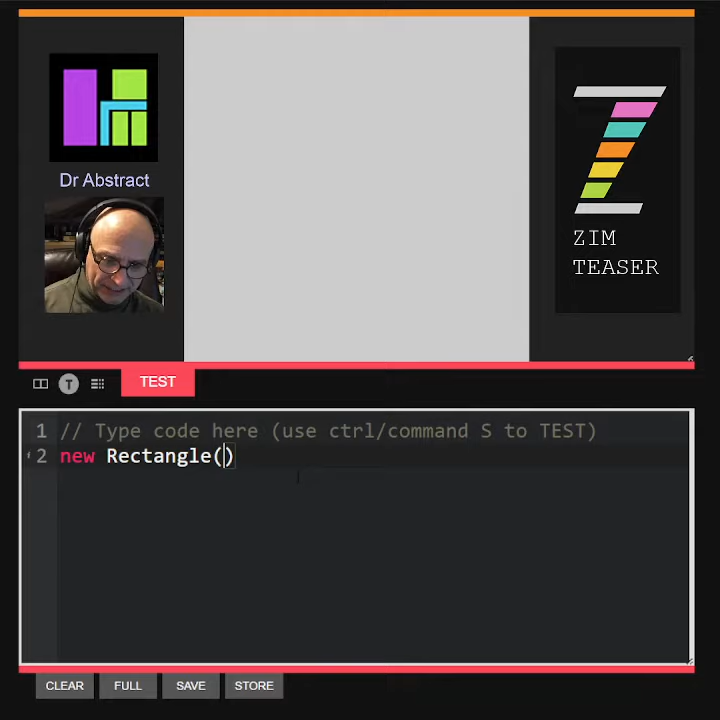 Dr Abstract
ZIM
TEASER
T
TEST
1 // Type code here (use ctrl/command S to TEST)
2 new Rectangle()
CLEAR
FULL
SAVE
STORE